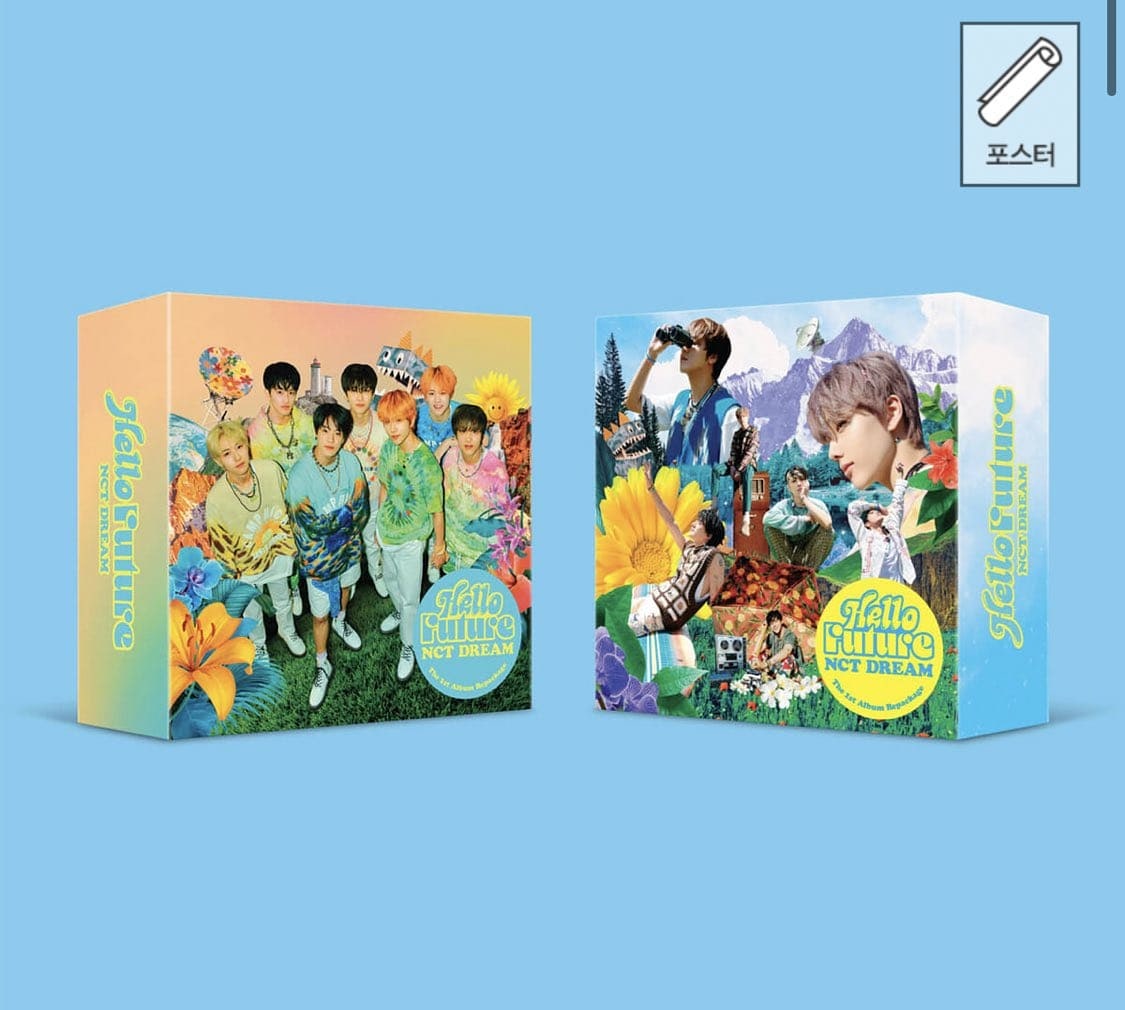 포스터
Hello Future
NCT DREAM
Hello
Future
NCT DREAM
The 1st Album Repackage
Hello
Future
NCT DREAM
The 1st Album Repackage
Hello Future
NCT DREAM